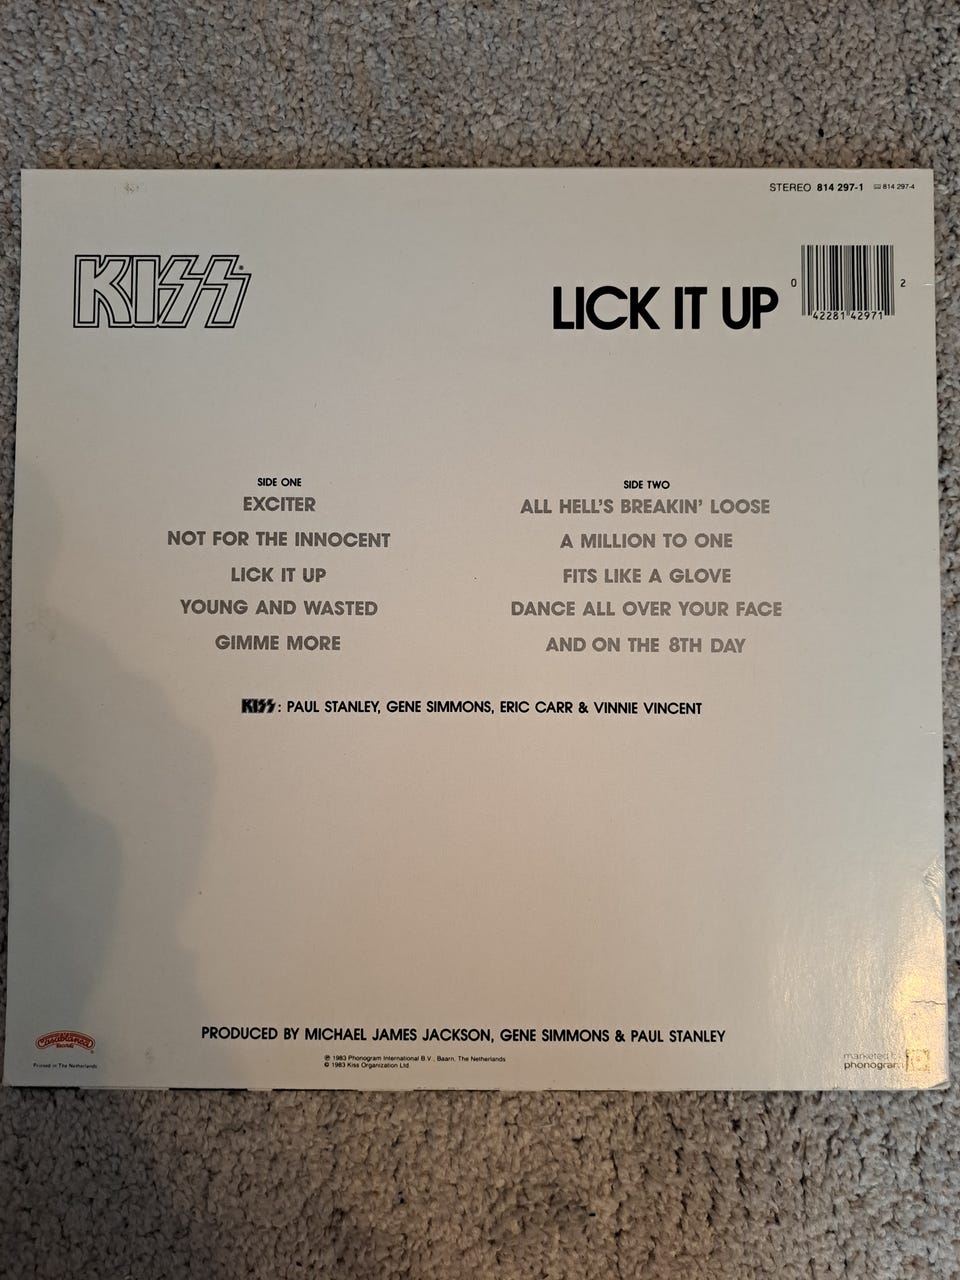 STEREO 814 297-1 814 297-4
KISS®
LICK IT UP
0 42281 42971 2
SIDE ONE
EXCITER
NOT FOR THE INNOCENT
LICK IT UP
YOUNG AND WASTED
GIMME MORE
SIDE TWO
ALL HELL'S BREAKIN' LOOSE
A MILLION TO ONE
FITS LIKE A GLOVE
DANCE ALL OVER YOUR FACE
AND ON THE 8TH DAY
KISS: PAUL STANLEY, GENE SIMMONS, ERIC CARR & VINNIE VINCENT
PRODUCED BY MICHAEL JAMES JACKSON, GENE SIMMONS & PAUL STANLEY
℗ 1983 Phonogram International B.V., Baarn, The Netherlands
© 1983 Kiss Organization Ltd.
Casablanca
Records
Printed in The Netherlands
marketed by
phonogram